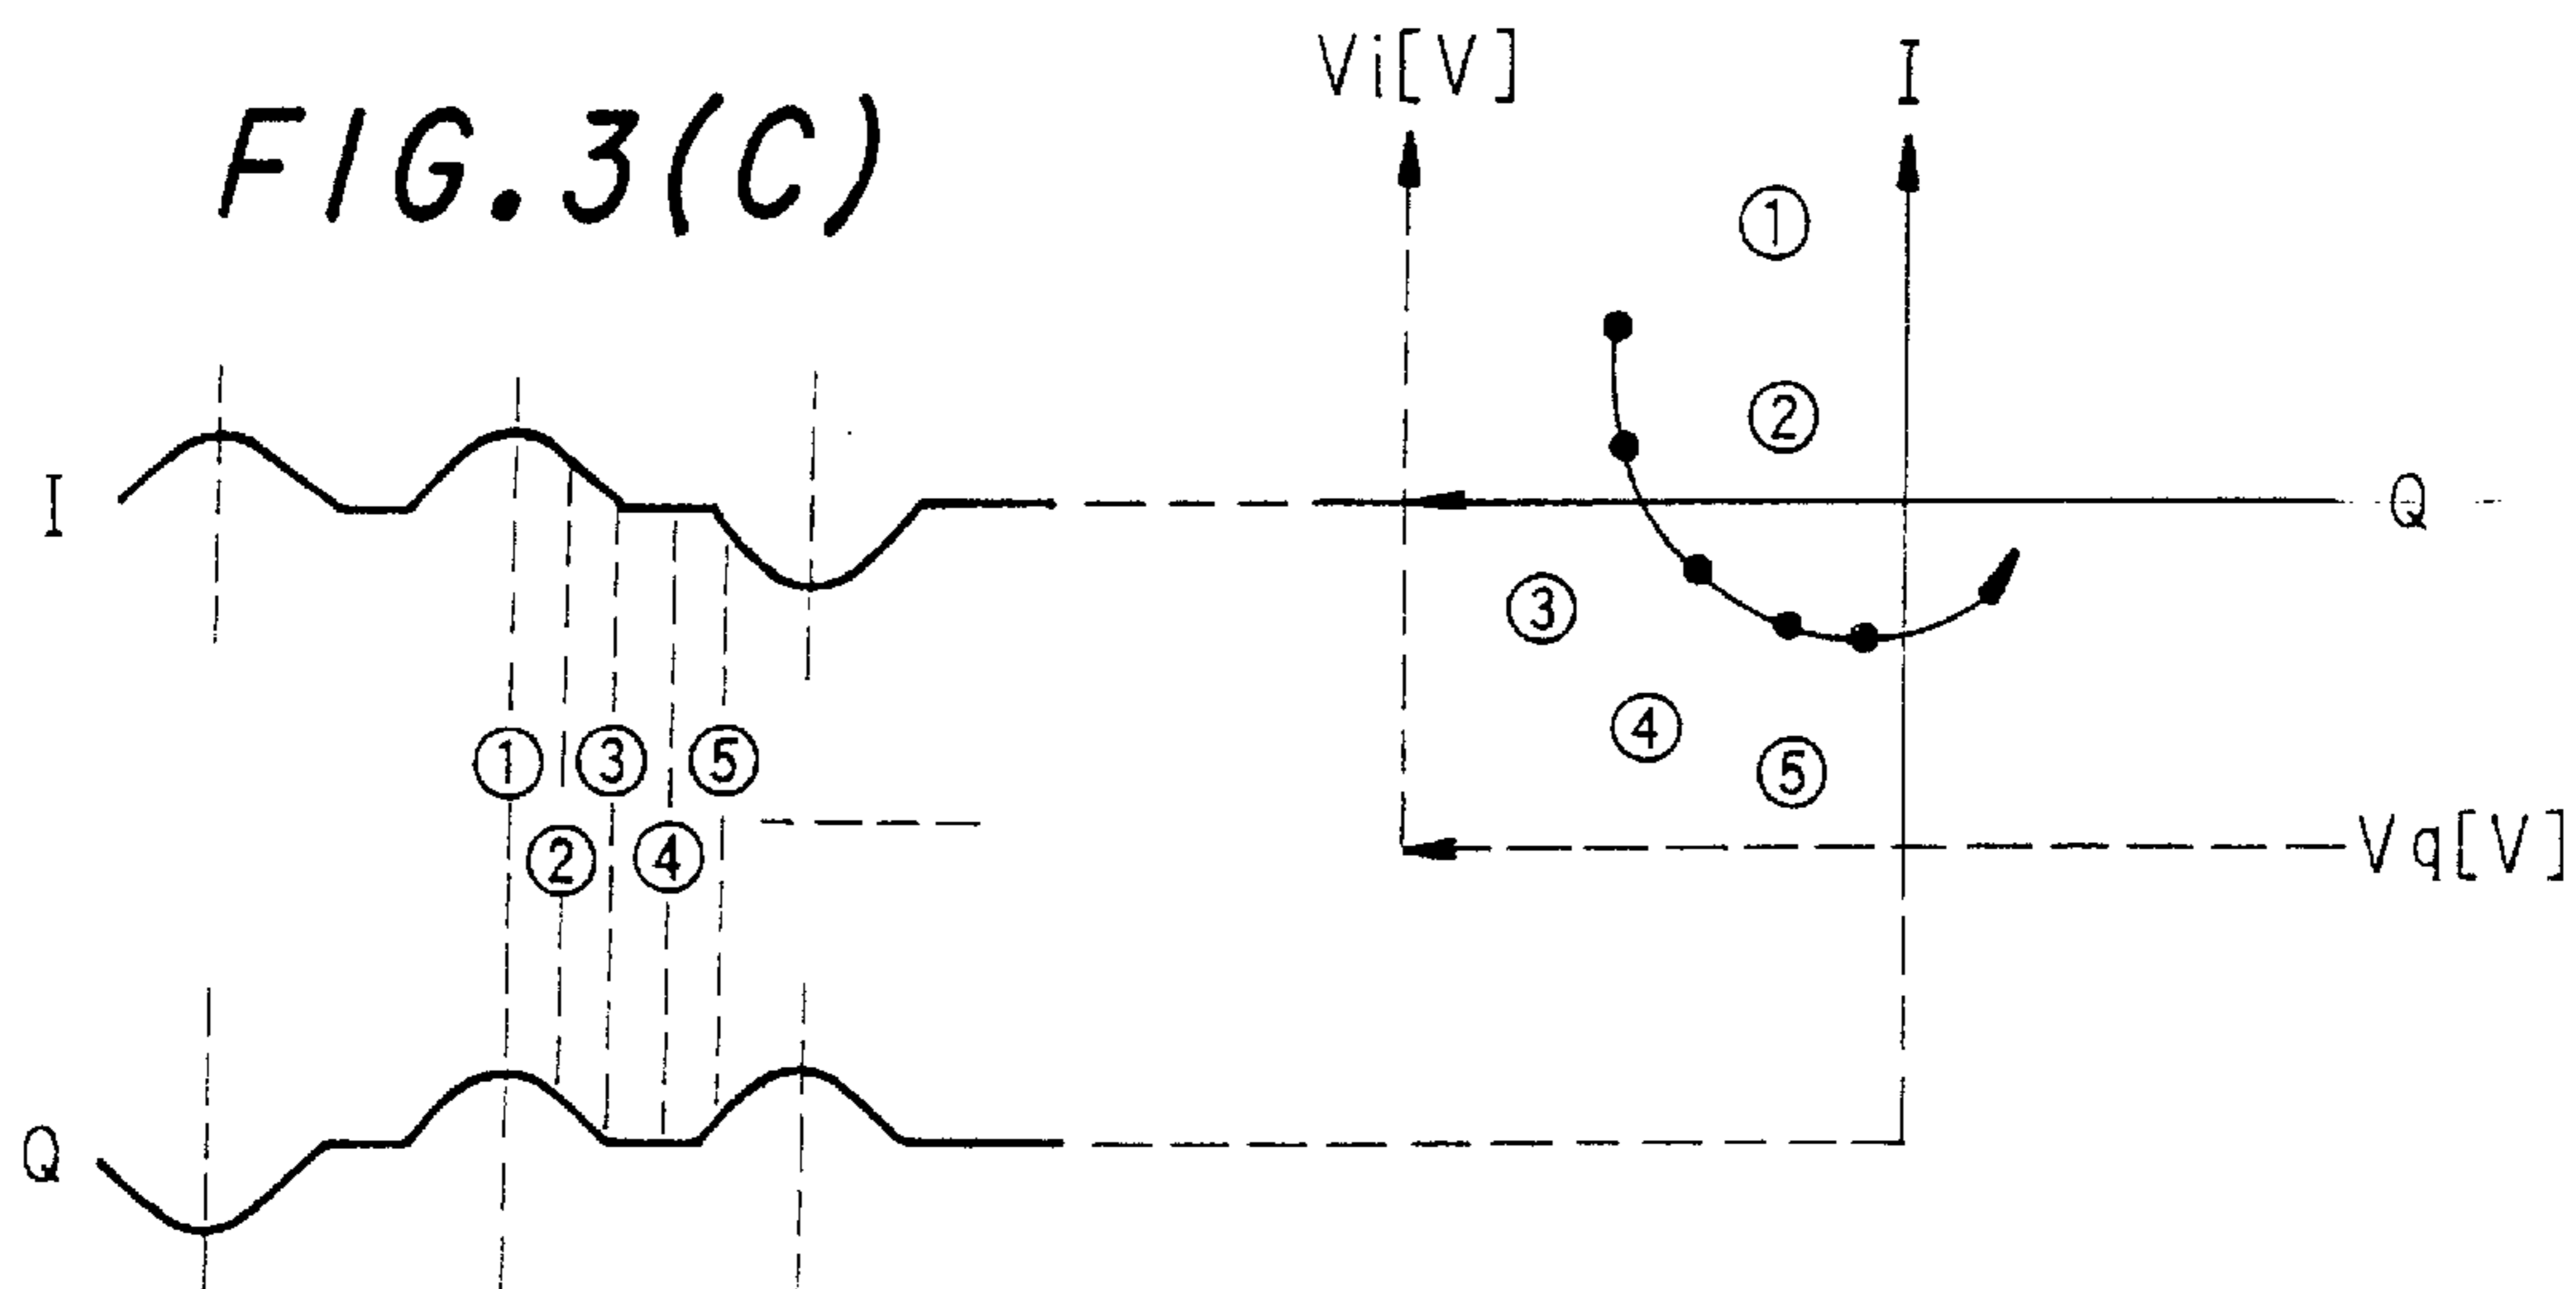 FIG.3(C)
Vi[V]
I
①
②
I
Q
③
④
⑤
① ③ ⑤
② ④
Vq[V]
Q